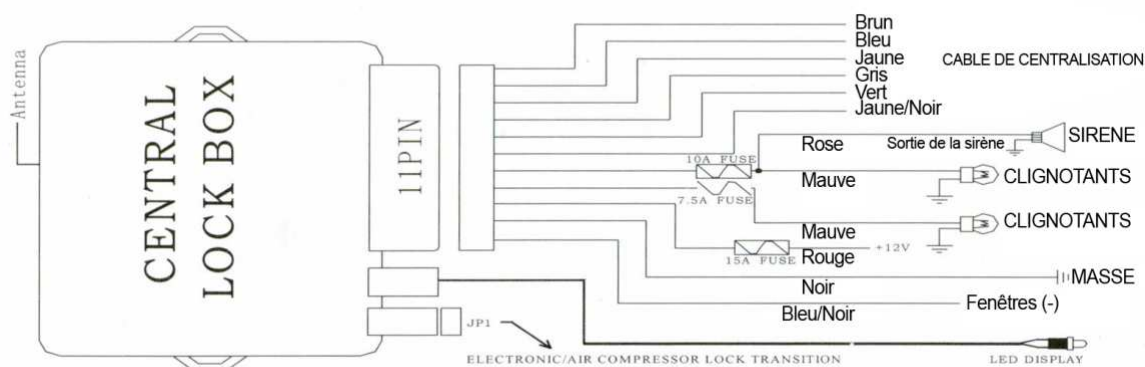 Antenna
CENTRAL
LOCK BOX
11PIN
Brun
Bleu
Jaune
CABLE DE CENTRALISATION
Gris
Vert
Jaune/Noir
Rose
Sortie de la sirène
SIRENE
10A FUSE
Mauve
CLIGNOTANTS
7.5A FUSE
Mauve
CLIGNOTANTS
15A FUSE
Rouge
+12V
Noir
MASSE
Bleu/Noir
Fenêtres (-)
JP1
ELECTRONIC/AIR COMPRESSOR LOCK TRANSITION
LED DISPLAY